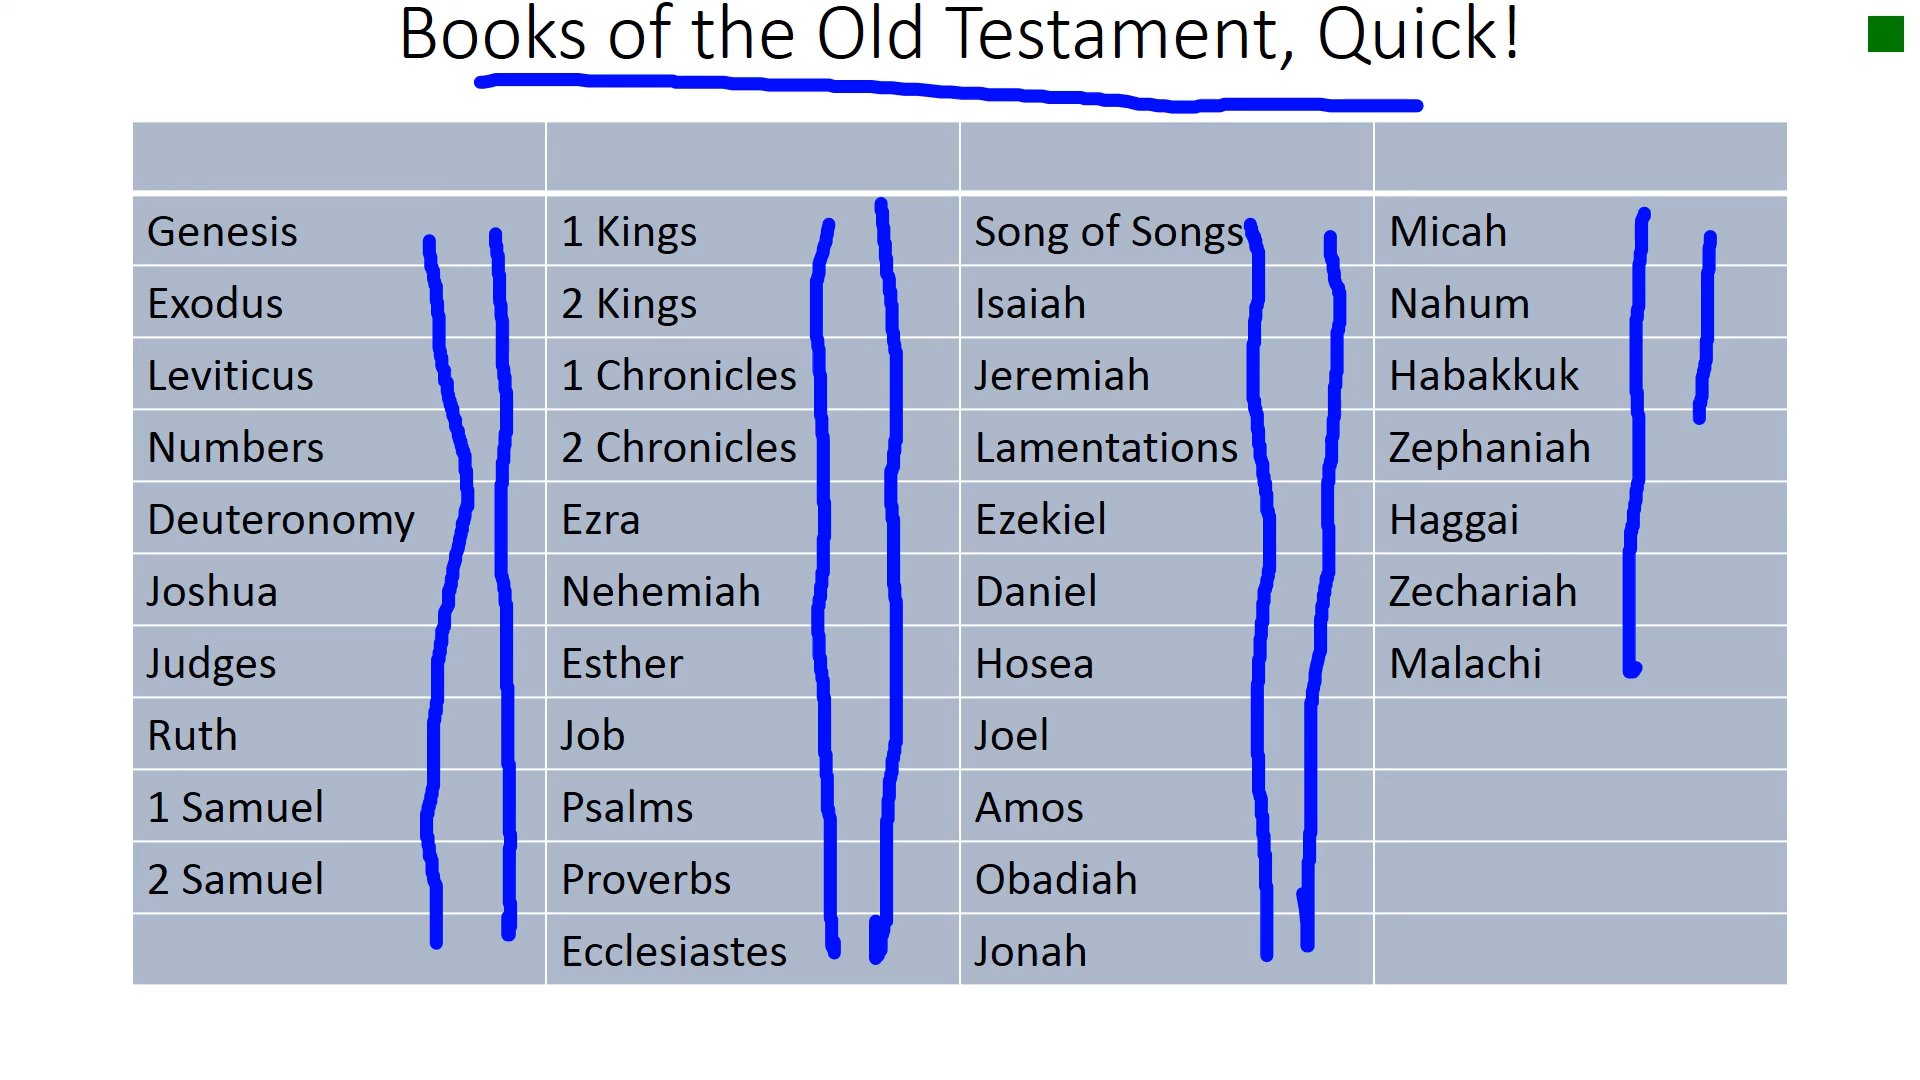 Books of the Old Testament, Quick!
Genesis 1 Kings Song of Songs Micah
Exodus 2 Kings Isaiah Nahum
Leviticus 1 Chronicles Jeremiah Habakkuk
Numbers 2 Chronicles Lamentations Zephaniah
Deuteronomy Ezra Ezekiel Haggai
Joshua Nehemiah Daniel Zechariah
Judges Esther Hosea Malachi
Ruth Job Joel
1 Samuel Psalms Amos
2 Samuel Proverbs Obadiah
Ecclesiastes Jonah